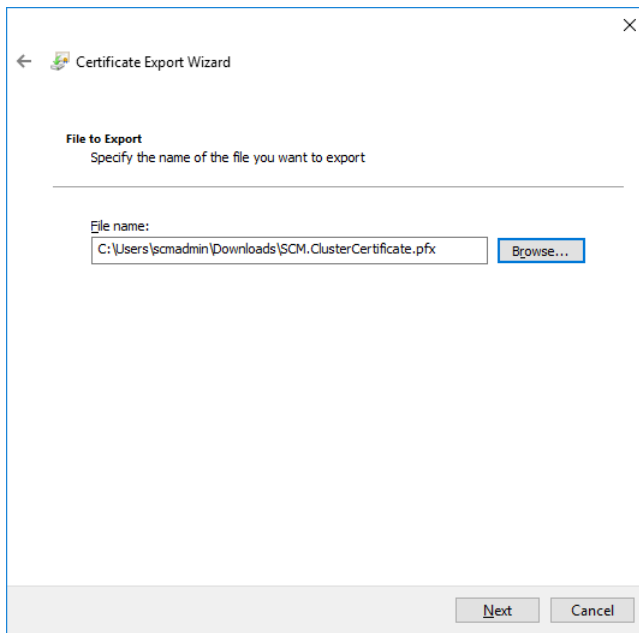 Certificate Export Wizard
File to Export
Specify the name of the file you want to export
File name:
C:\Users\scmadmin\Downloads\SCM.ClusterCertificate.pfx Browse...
Next Cancel